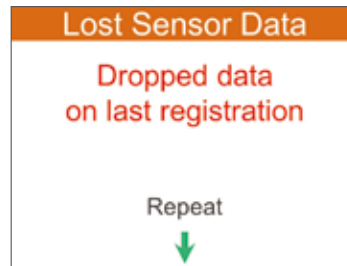 Lost Sensor Data
Dropped data
on last registration
Repeat